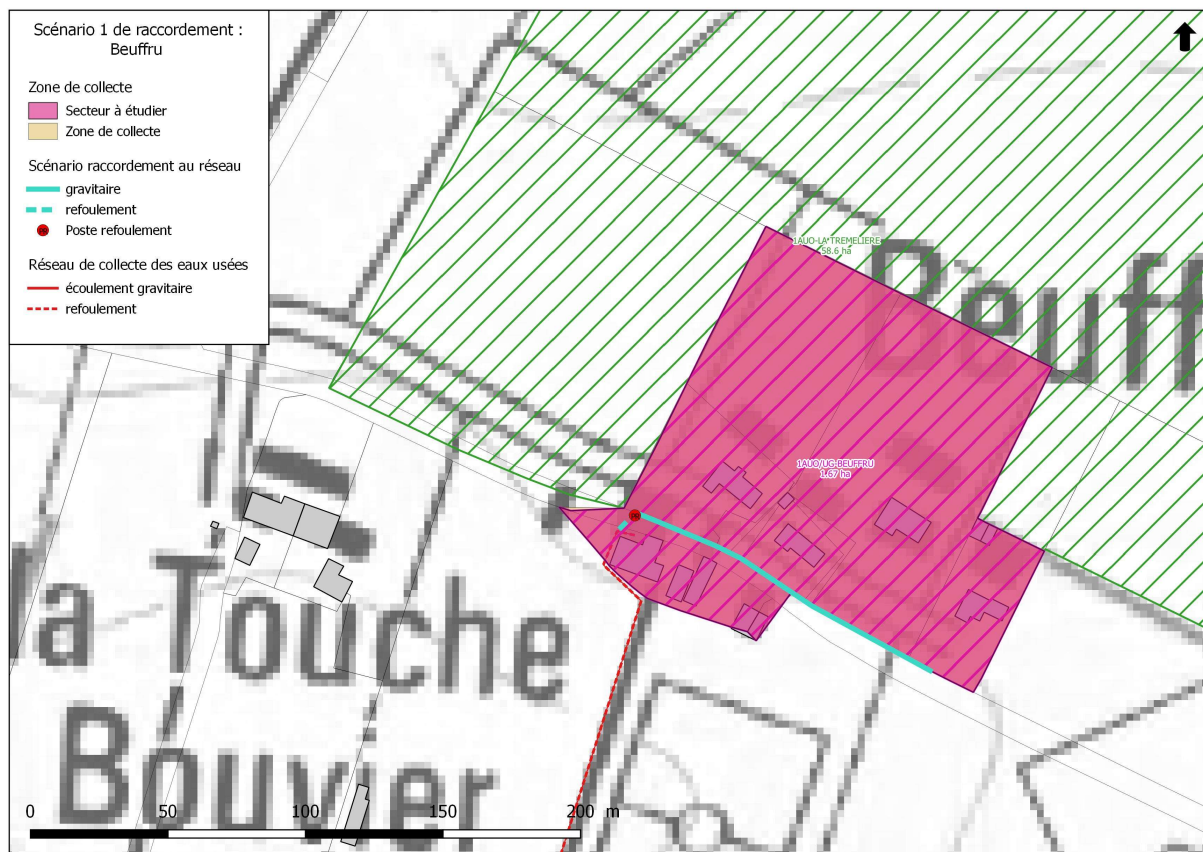 Scénario 1 de raccordement :
Beuffru
Zone de collecte
Secteur à étudier
Zone de collecte
Scénario raccordement au réseau
gravitaire
refoulement
PR Poste refoulement
Réseau de collecte des eaux usées
écoulement gravitaire
refoulement
1AUO-LA TREMELIERE
58.6 ha
Beuff
1AUO/UG-BEUFFRU
1.67 ha
PR
la Touche
Bouvier
0 50 100 150 200 m